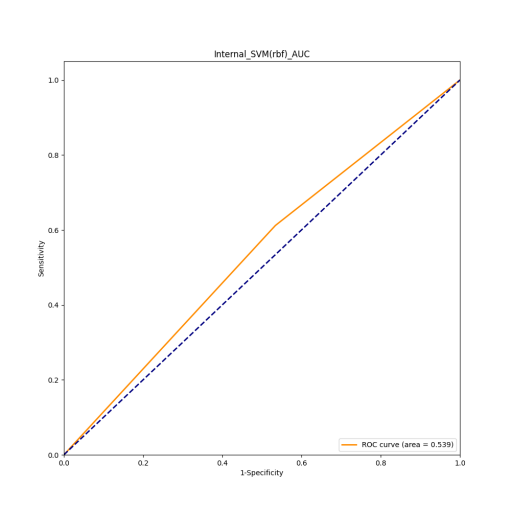 Internal_SVM(rbf)_AUC
1.0
0.8
0.6
0.4
0.2
0.0
Sensitivity
ROC curve (area = 0.539)
0.0 0.2 0.4 0.6 0.8 1.0
1-Specificity